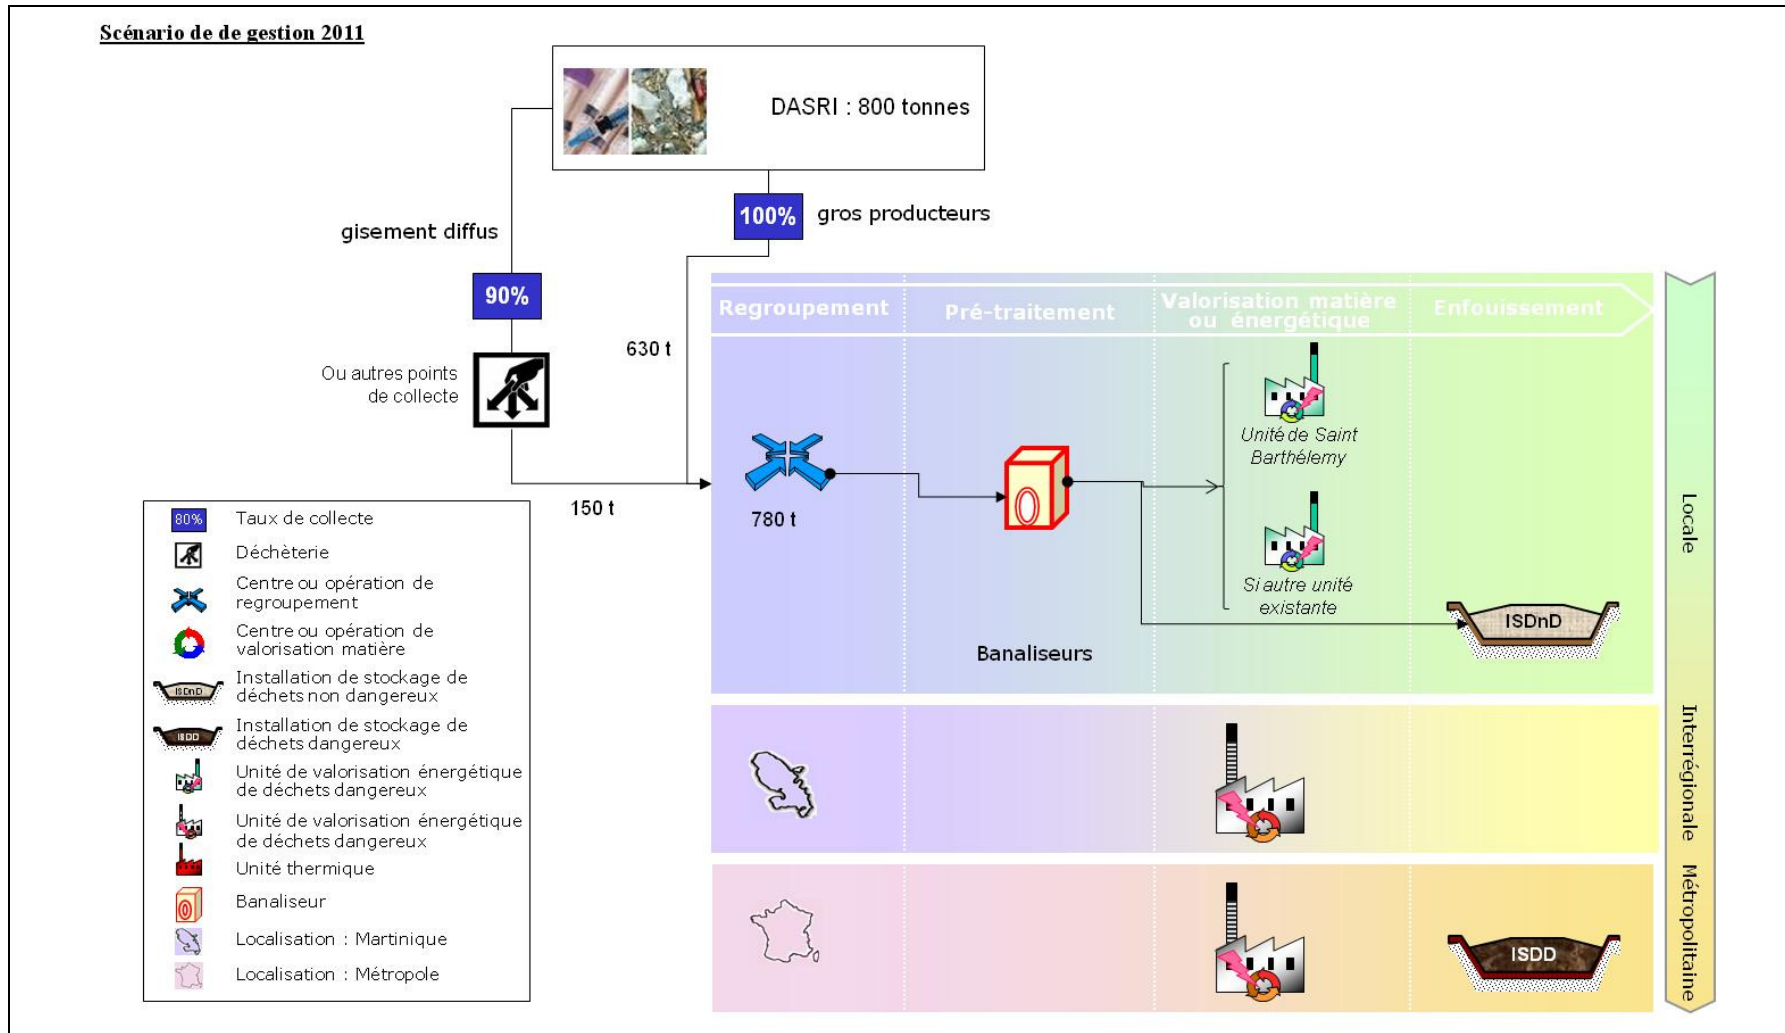 Scénario de de gestion 2011
DASRI : 800 tonnes
100%
gros producteurs
gisement diffus
90%
Ou autres points
de collecte
630 t
150 t
Regroupement
Pré-traitement
Valorisation matière
ou énergétique
Enfouissement
780 t
Banaliseurs
Unité de Saint
Barthélemy
Si autre unité
existante
ISDnD
ISDD
Locale
Interrégionale
Métropolitaine
80%
Taux de collecte
Déchèterie
Centre ou opération de
regroupement
Centre ou opération de
valorisation matière
ISDnD
Installation de stockage de
déchets non dangereux
ISDD
Installation de stockage de
déchets dangereux
Unité de valorisation énergétique
de déchets dangereux
Unité de valorisation énergétique
de déchets dangereux
Unité thermique
Banaliseur
Localisation : Martinique
Localisation : Métropole